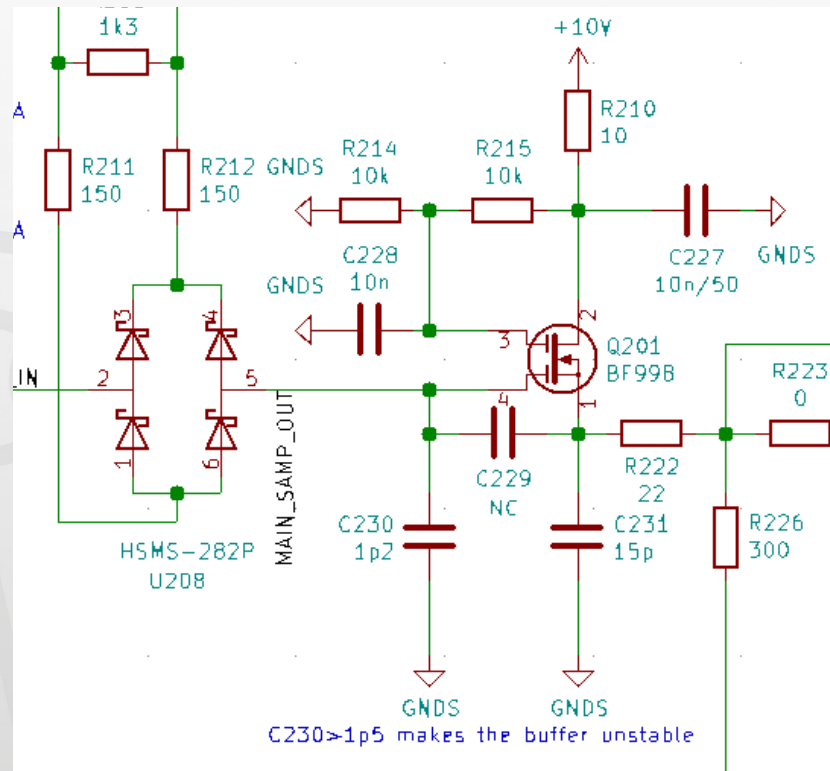 1k3
+10V
R210
10
A
R211
150
R212
150
GNDS
R214
10k
R215
10k
A
C228
10n
GNDS
C227
10n/50
GNDS
3
4
2
3
2
Q201
BF998
_IN
2
5
4
1
R223
0
1
6
MAIN_SAMP_OUT
C229
NC
R222
22
HSMS-282P
U208
C230
1p2
C231
15p
R226
300
GNDS
GNDS
C230>1p5 makes the buffer unstable